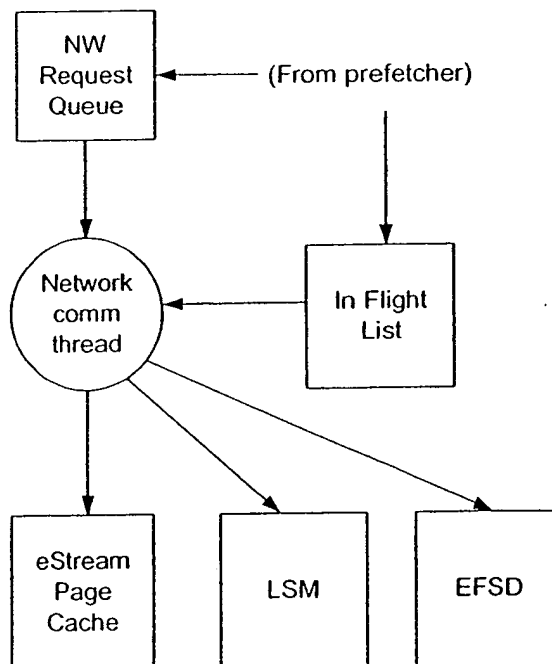 NW
Request
Queue
(From prefetcher)
Network
comm
thread
In Flight
List
eStream
Page
Cache
LSM
EFSD